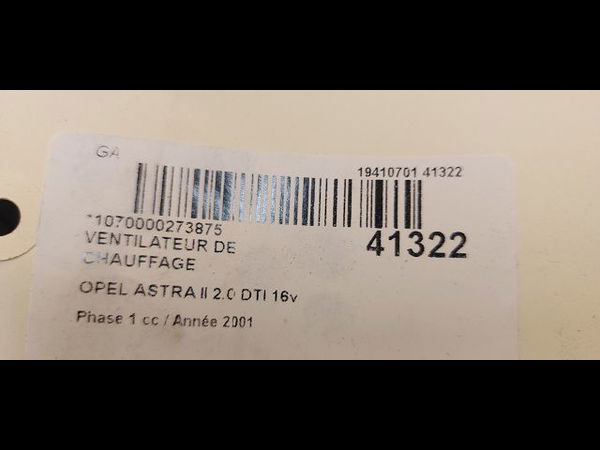 GA
19410701 41322
*1070000273875
41322
VENTILATEUR DE
CHAUFFAGE
OPEL ASTRA II 2.0 DTI 16v
Phase 1 cc / Année 2001